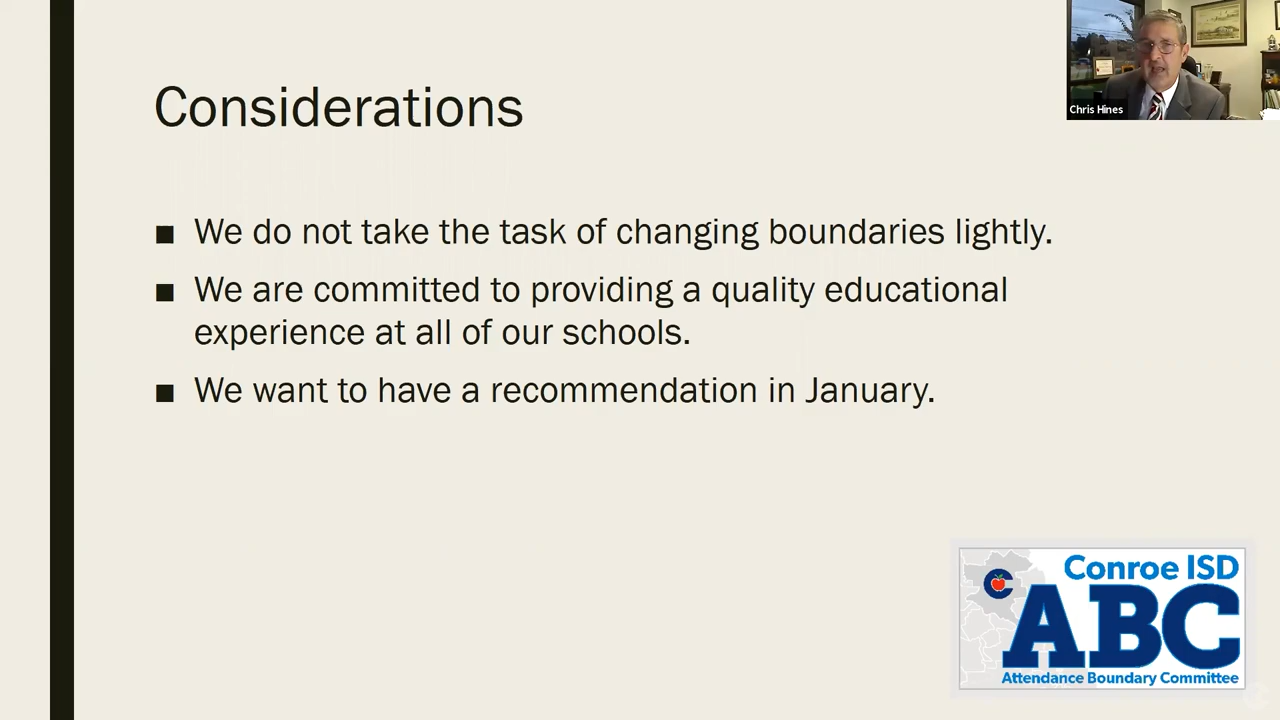 Considerations
Chris Hines
■ We do not take the task of changing boundaries lightly.
■ We are committed to providing a quality educational
experience at all of our schools.
■ We want to have a recommendation in January.
Conroe ISD
ABC
Attendance Boundary Committee